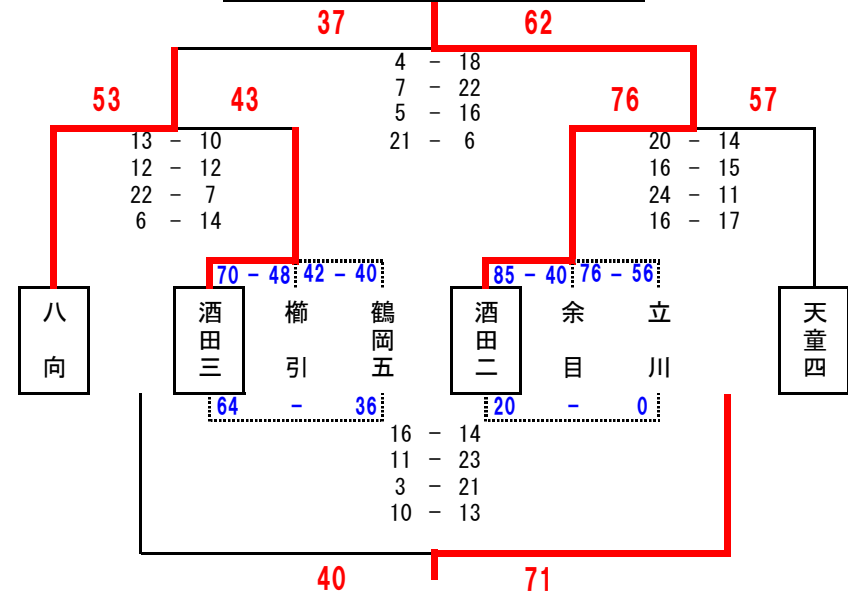 37 62
4 － 18
7 － 22
5 － 16
21 － 6
53 43
76 57
13 － 10
12 － 12
22 － 7
6 － 14
20 － 14
16 － 15
24 － 11
16 － 17
70 － 48
42 － 40
85 － 40
76 － 56
八向
酒田三
櫛引
鶴岡五
酒田二
余目
立川
天童四
64 － 36
20 － 0
16 － 14
11 － 23
3 － 21
10 － 13
40 71